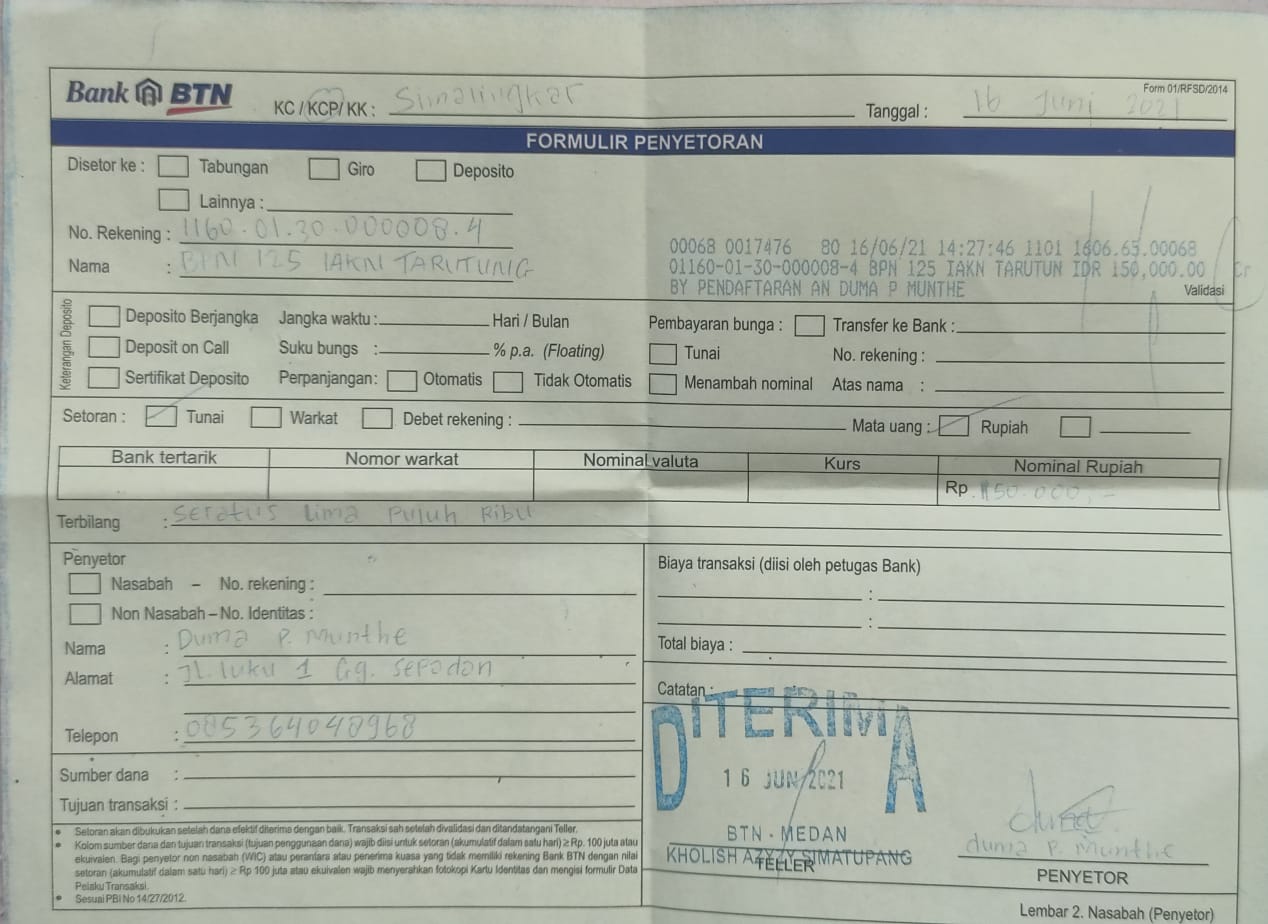 Bank BTN KC / KCP / KK : Simalingkar Tanggal : 16 Juni 2021
Form 01/RFSD/2014
FORMULIR PENYETORAN
Disetor ke : Tabungan Giro Deposito
Lainnya :
No. Rekening : 1160.01.30.000008.4
Nama : BPN 125 IAKN TARUTUNG
00068 0017476 80 16/06/21 14:27:46 1101 1606.65.00068
01160-01-30-000008-4 BPN 125 IAKN TARUTUN IDR 150,000.00 Cr
BY PENDAFTARAN AN DUMA P MUNTHE
Validasi
Keterangan Deposito
Deposito Berjangka Jangka waktu : Hari / Bulan Pembayaran bunga : Transfer ke Bank :
Deposit on Call Suku bungs : % p.a. (Floating) Tunai No. rekening :
Sertifikat Deposito Perpanjangan : Otomatis Tidak Otomatis Menambah nominal Atas nama :
Setoran : Tunai Warkat Debet rekening : Mata uang : Rupiah
Bank tertarik Nomor warkat Nominal valuta Kurs Nominal Rupiah
Rp. 150.000,-
Terbilang : Seratus lima puluh Ribu
Penyetor
Nasabah – No. rekening :
Non Nasabah – No. Identitas :
Nama : Duma P. Munthe
Alamat : Jl. luku 1 Gg. Sepadan
Telepon : 085364048968
Sumber dana :
Tujuan transaksi :
Biaya transaksi (diisi oleh petugas Bank)
:
:
Total biaya :
Catatan :
DITERIMA
16 JUN 2021
BTN - MEDAN
KHOLISH AZYZY SIMATUPANG
TELLER
duma P. Munthe
PENYETOR
• Setoran akan dibukukan setelah dana efektif diterima dengan baik. Transaksi sah setelah divalidasi dan ditandatangani Teller.
• Kolom sumber dana dan tujuan transaksi (tujuan penggunaan dana) wajib diisi untuk setoran (akumulatif dalam satu hari) ≥ Rp. 100 juta atau
ekuivalen. Bagi penyetor non nasabah (WIC) atau perantara atau penerima kuasa yang tidak memiliki rekening Bank BTN dengan nilai
setoran (akumulatif dalam satu hari) ≥ Rp 100 juta atau ekuivalen wajib menyerahkan fotokopi Kartu Identitas dan mengisi formulir Data
Pelaku Transaksi.
• Sesuai PBI No 14/27/2012.
Lembar 2. Nasabah (Penyetor)